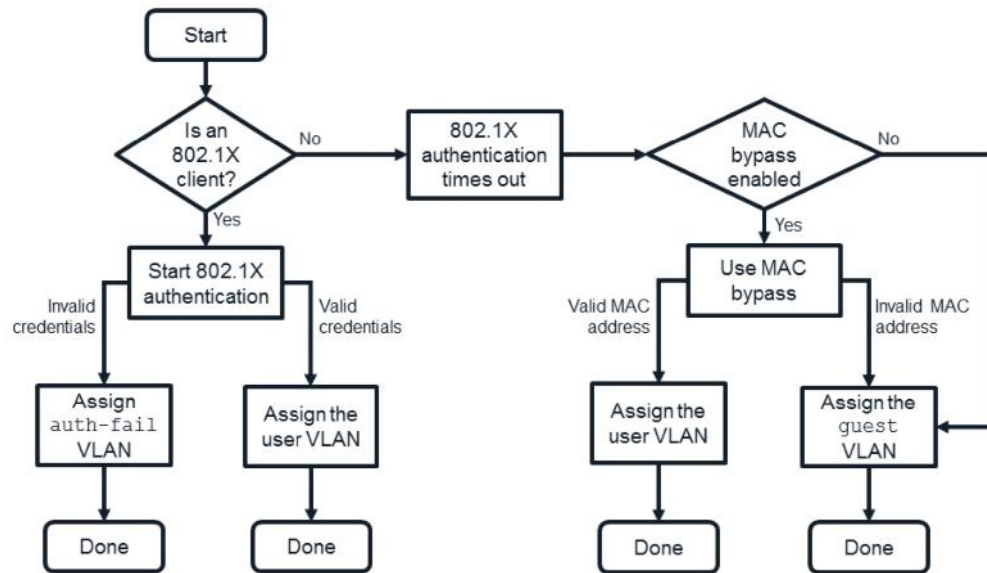 Start
Is an
802.1X
client?
No
802.1X
authentication
times out
MAC
bypass
enabled
No
Yes
Yes
Start 802.1X
authentication
Use MAC
bypass
Invalid
credentials
Valid
credentials
Valid MAC
address
Invalid MAC
address
Assign
auth-fail
VLAN
Assign the
user VLAN
Assign the
user VLAN
Assign the
guest
VLAN
Done
Done
Done
Done